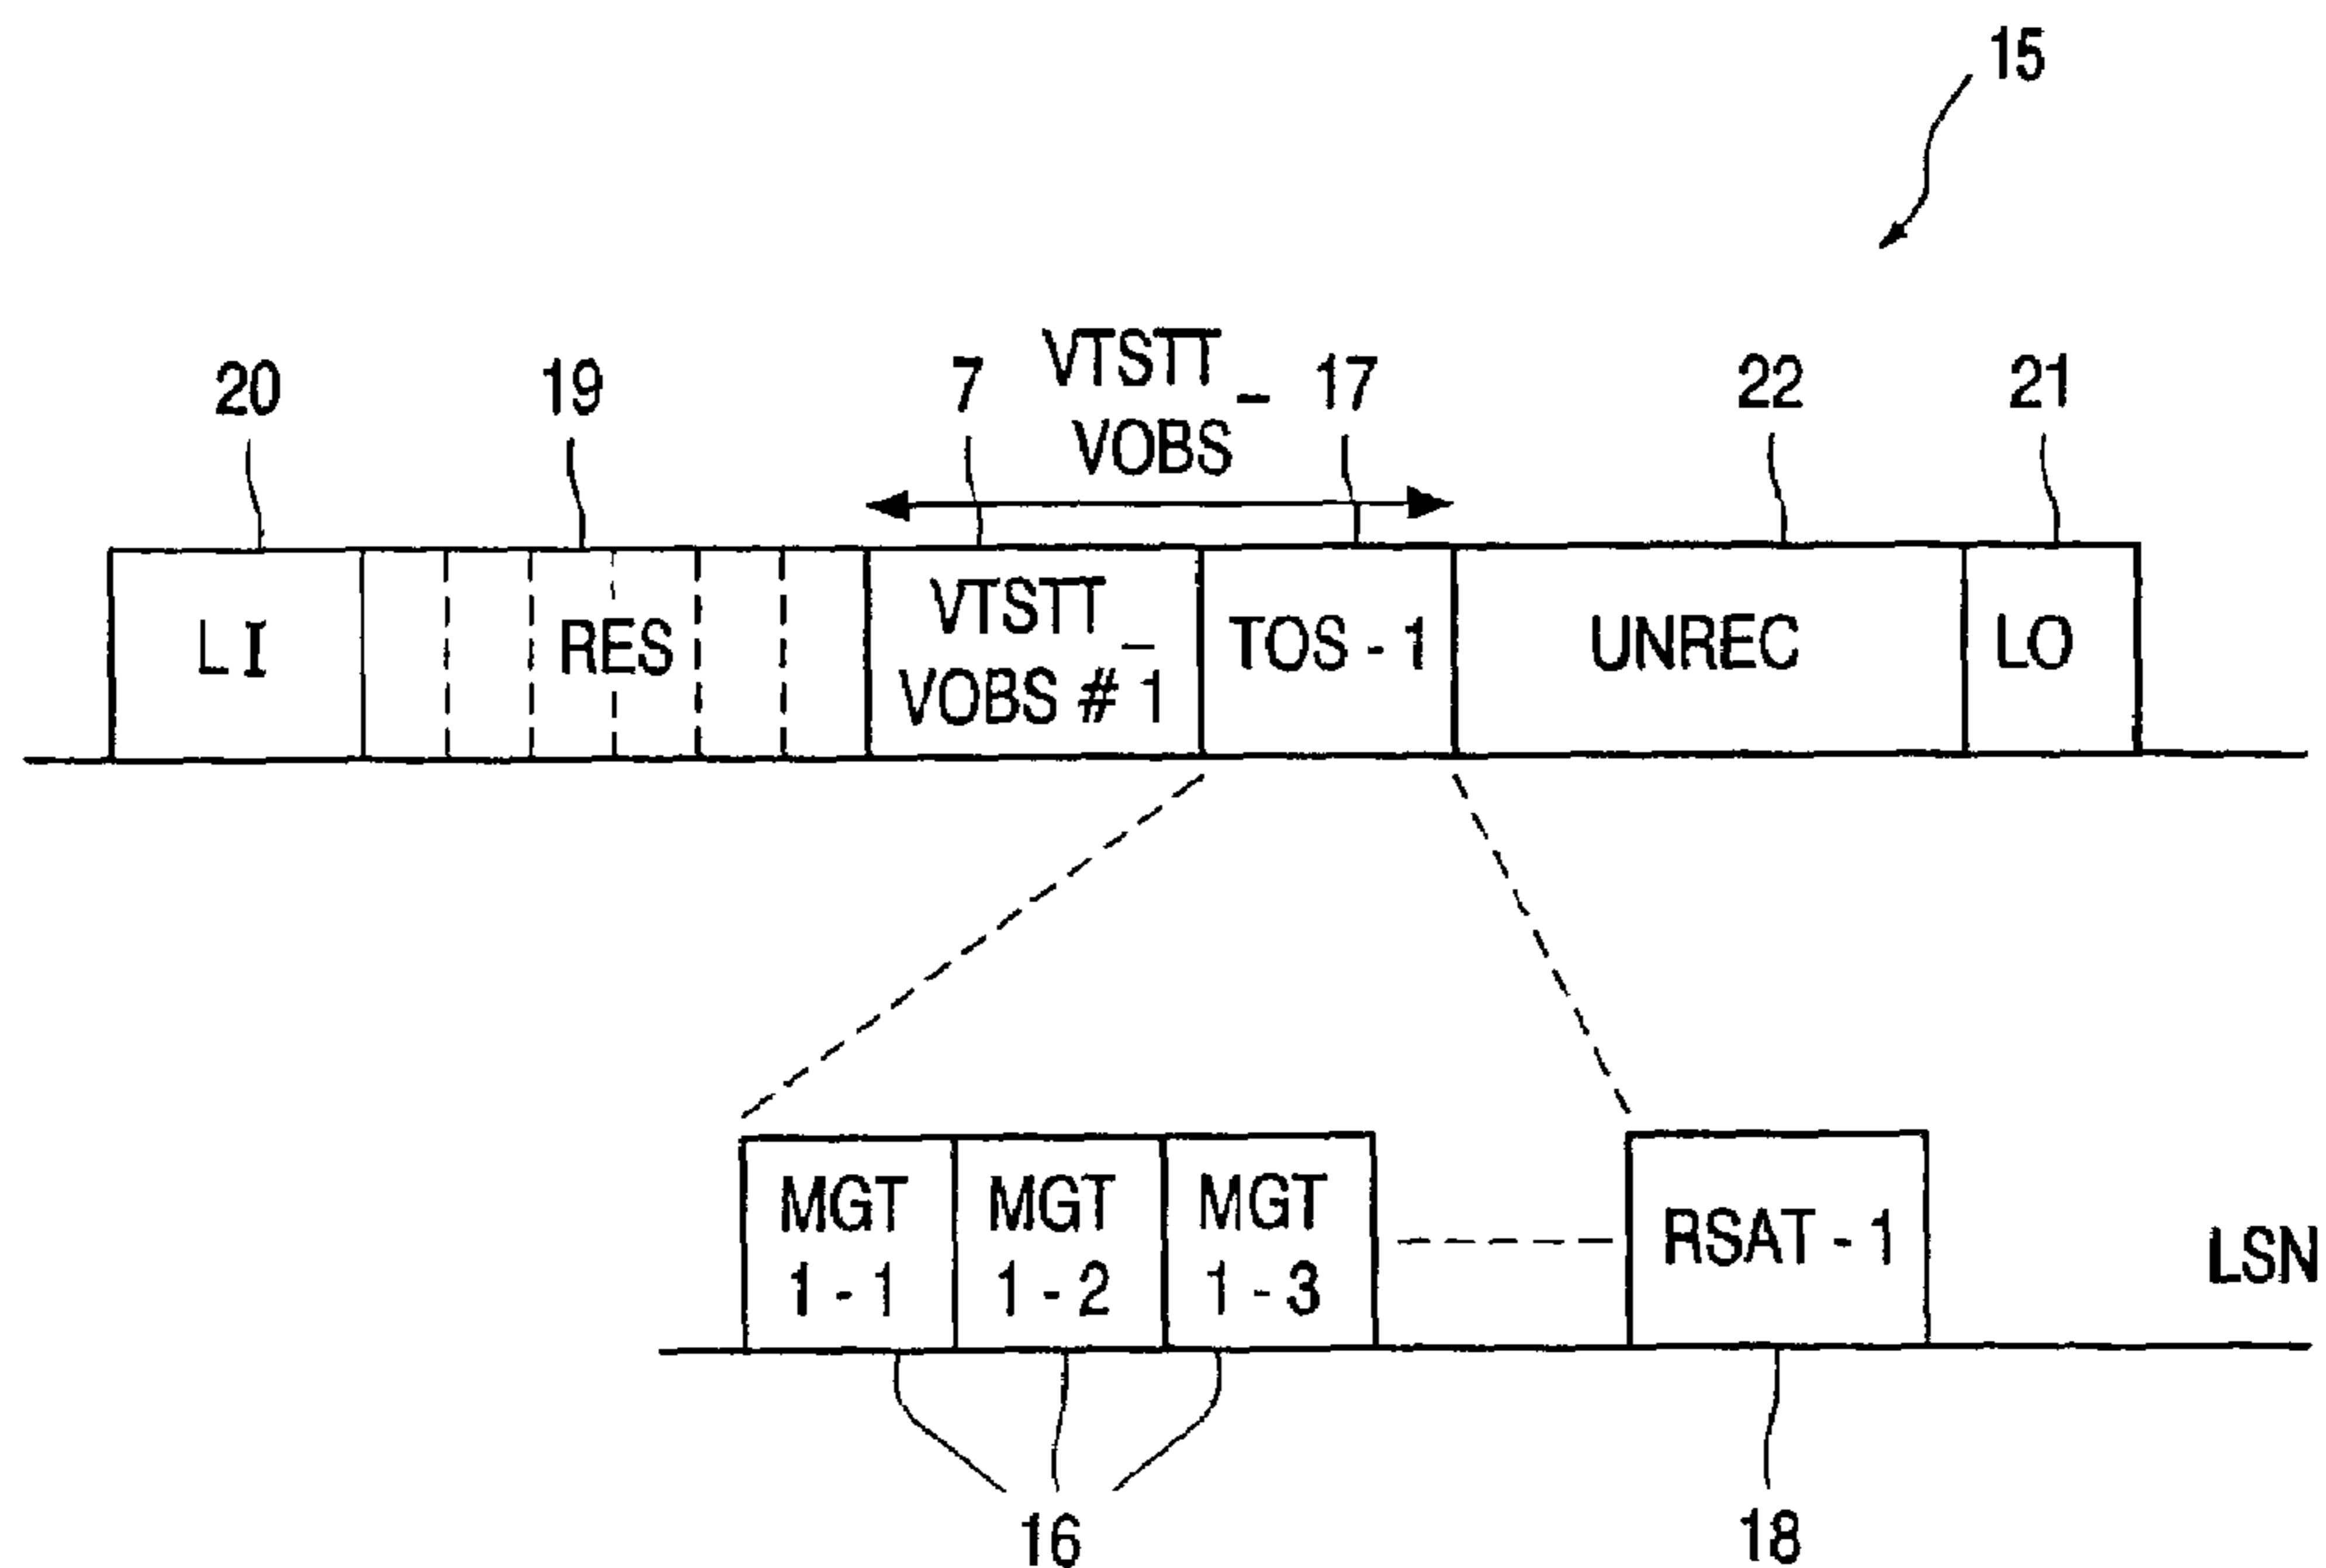 15
20
19
7
VTSTT_
VOBS
17
22
21
LI
RES
VTSTT_
VOBS # 1
TOS - 1
UNREC
LO
MGT
1 - 1
MGT
1 - 2
MGT
1 - 3
RSAT - 1
LSN
16
18